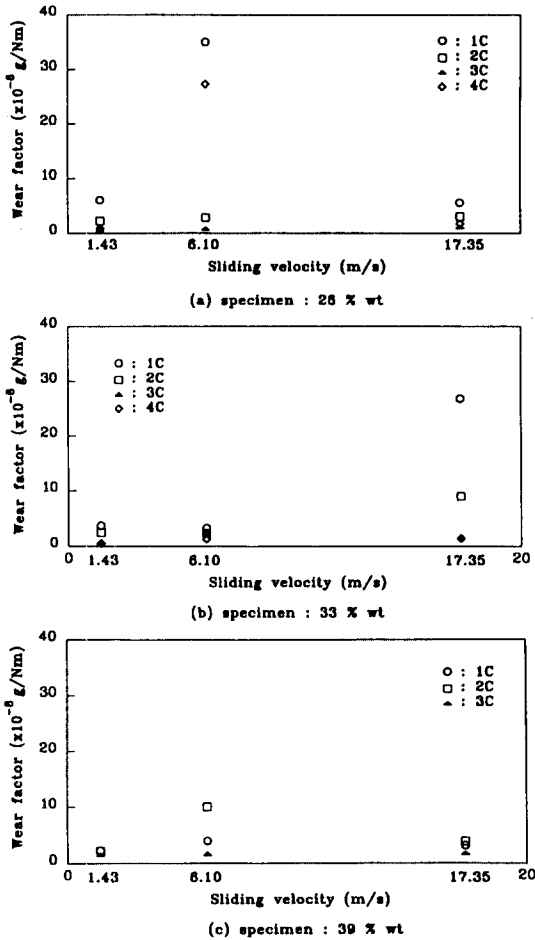 40
30
20
10
0
Wear factor (x10⁻⁸ g/Nm)
○ : 1C
□ : 2C
▲ : 3C
◇ : 4C
1.43 6.10 17.35
Sliding velocity (m/s)
(a) specimen : 26 % wt
40
30
20
10
0
Wear factor (x10⁻⁸ g/Nm)
○ : 1C
□ : 2C
▲ : 3C
◇ : 4C
0 1.43 6.10 17.35 20
Sliding velocity (m/s)
(b) specimen : 33 % wt
40
30
20
10
0
Wear factor (x10⁻⁸ g/Nm)
○ : 1C
□ : 2C
▲ : 3C
0 1.43 6.10 17.35 20
Sliding velocity (m/s)
(c) specimen : 39 % wt